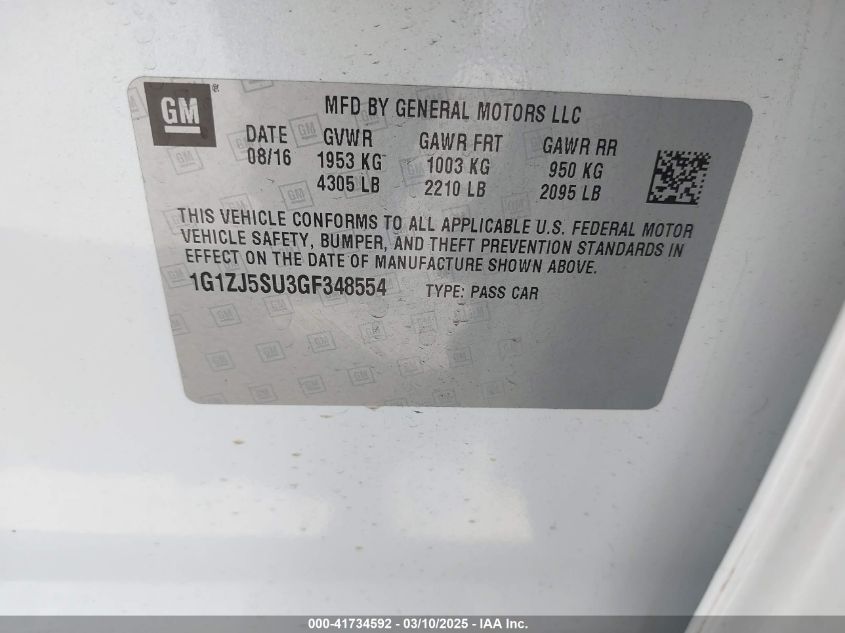 GM®
MFD BY GENERAL MOTORS LLC
DATE GVWR GAWR FRT GAWR RR
08/16 1953 KG 1003 KG 950 KG
4305 LB 2210 LB 2095 LB
THIS VEHICLE CONFORMS TO ALL APPLICABLE U.S. FEDERAL MOTOR
VEHICLE SAFETY, BUMPER, AND THEFT PREVENTION STANDARDS IN
EFFECT ON THE DATE OF MANUFACTURE SHOWN ABOVE.
1G1ZJ5SU3GF348554 TYPE: PASS CAR
000-41734592 - 03/10/2025 - IAA Inc.